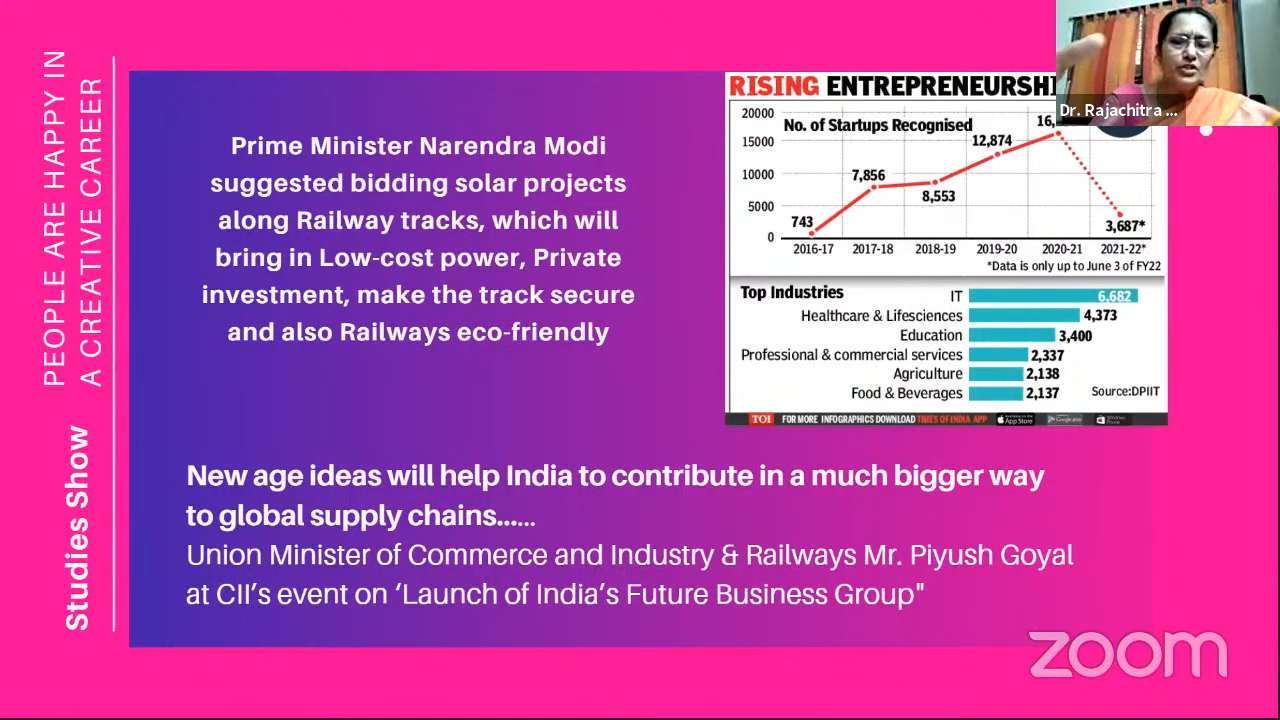 PEOPLE ARE HAPPY IN
A CREATIVE CAREER
Studies Show
Prime Minister Narendra Modi
suggested bidding solar projects
along Railway tracks, which will
bring in Low-cost power, Private
investment, make the track secure
and also Railways eco-friendly
RISING ENTREPRENEURSHI
No. of Startups Recognised
20000
15000
10000
5000
0
743
7,856
8,553
12,874
16,
3,687*
2016-17 2017-18 2018-19 2019-20 2020-21 2021-22*
*Data is only up to June 3 of FY22
Top Industries
IT 6,682
Healthcare & Lifesciences 4,373
Education 3,400
Professional & commercial services 2,337
Agriculture 2,138
Food & Beverages 2,137
Source:DPIIT
TOI FOR MORE INFOGRAPHICS DOWNLOAD TIMES OF INDIA APP App Store Google play Windows Phone
Dr. Rajachitra ...
New age ideas will help India to contribute in a much bigger way
to global supply chains......
Union Minister of Commerce and Industry & Railways Mr. Piyush Goyal
at CII’s event on ‘Launch of India’s Future Business Group"
zoom